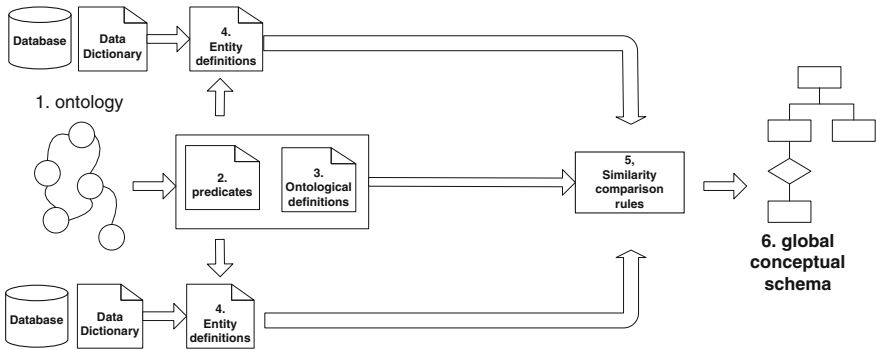 Database
Data
Dictionary
4.
Entity
definitions
1. ontology
2.
predicates
3.
Ontological
definitions
5,
Similarity
comparison
rules
6. global
conceptual
schema
Database
Data
Dictionary
4.
Entity
definitions